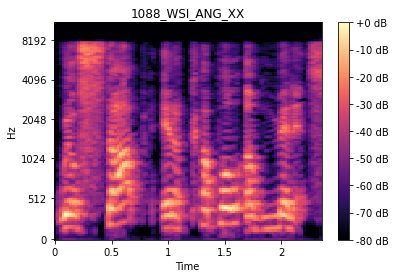 1088_WSI_ANG_XX
8192
4096
2048
1024
512
0
Hz
0
0.5
1
1.5
2
Time
+0 dB
-10 dB
-20 dB
-30 dB
-40 dB
-50 dB
-60 dB
-70 dB
-80 dB